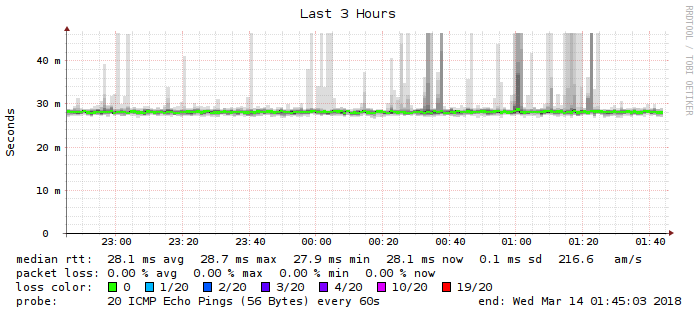 Last 3 Hours
RRDTOOL / TOBI OETIKER
Seconds
40 m
30 m
20 m
10 m
0
23:00 23:20 23:40 00:00 00:20 00:40 01:00 01:20 01:40
median rtt: 28.1 ms avg 28.7 ms max 27.9 ms min 28.1 ms now 0.1 ms sd 216.6 am/s
packet loss: 0.00 % avg 0.00 % max 0.00 % min 0.00 % now
loss color: 0 1/20 2/20 3/20 4/20 10/20 19/20
probe: 20 ICMP Echo Pings (56 Bytes) every 60s end: Wed Mar 14 01:45:03 2018